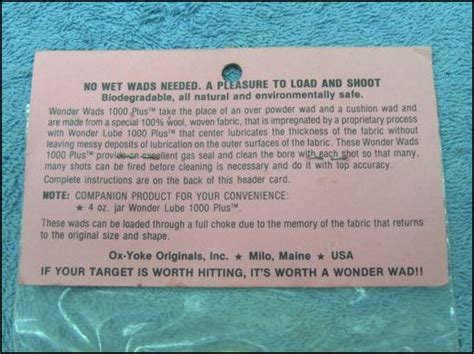 NO WET WADS NEEDED. A PLEASURE TO LOAD AND SHOOT
Biodegradable, all natural and environmentally safe.
Wonder Wads 1000 Plus™ take the place of an over powder wad and a cushion wad and
are made from a special 100% wool, woven fabric, that is impregnated by a proprietary process
with Wonder Lube 1000 Plus™ that center lubricates the thickness of the fabric without
leaving messy deposits of lubrication on the outer surfaces of the fabric. These Wonder Wads
1000 Plus™ provide an excellent gas seal and clean the bore with each shot so that many,
many shots can be fired before cleaning is necessary and do it with top accuracy.
Complete instructions are on the back of this header card.
NOTE: COMPANION PRODUCT FOR YOUR CONVENIENCE:
★ 4 oz. jar Wonder Lube 1000 Plus™.
These wads can be loaded through a full choke due to the memory of the fabric that returns
to the original size and shape.
Ox-Yoke Originals, Inc. ★ Milo, Maine ★ USA
IF YOUR TARGET IS WORTH HITTING, IT'S WORTH A WONDER WAD!!